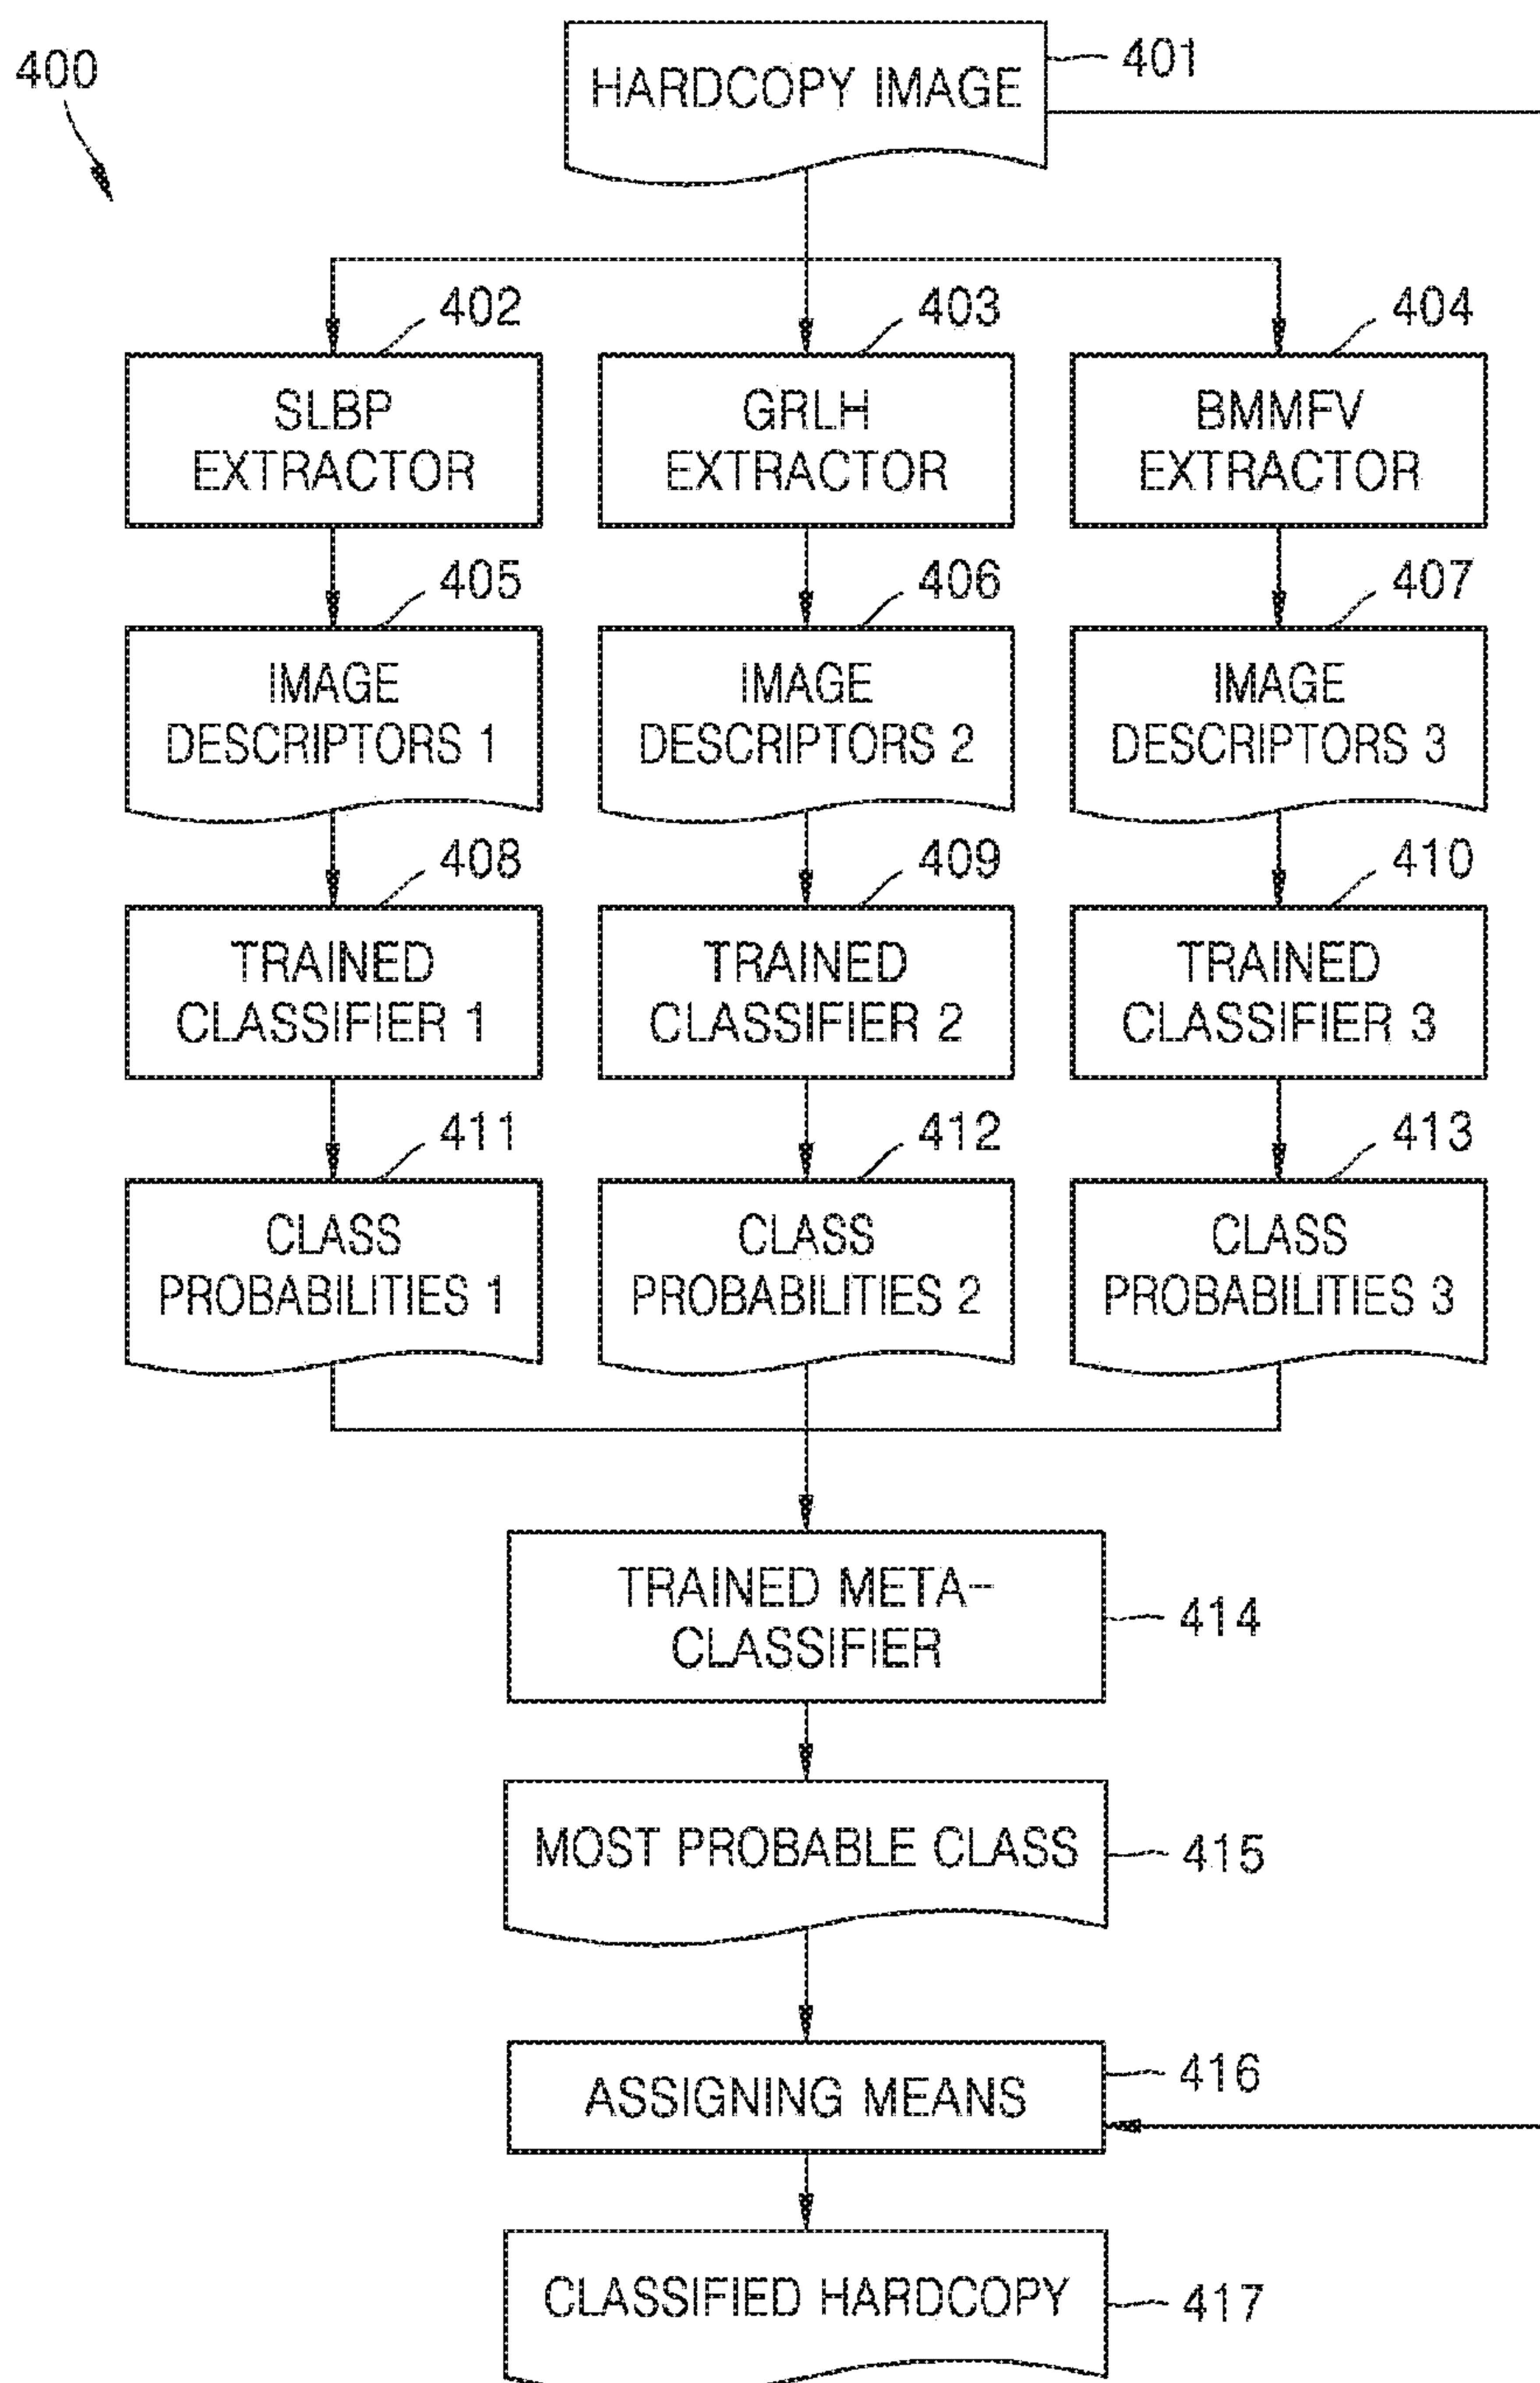 400
HARDCOPY IMAGE
401
402
403
404
SLBP
EXTRACTOR
GRLH
EXTRACTOR
BMMFV
EXTRACTOR
405
406
407
IMAGE
DESCRIPTORS 1
IMAGE
DESCRIPTORS 2
IMAGE
DESCRIPTORS 3
408
409
410
TRAINED
CLASSIFIER 1
TRAINED
CLASSIFIER 2
TRAINED
CLASSIFIER 3
411
412
413
CLASS
PROBABILITIES 1
CLASS
PROBABILITIES 2
CLASS
PROBABILITIES 3
TRAINED META-
CLASSIFIER
414
MOST PROBABLE CLASS
415
ASSIGNING MEANS
416
CLASSIFIED HARDCOPY
417